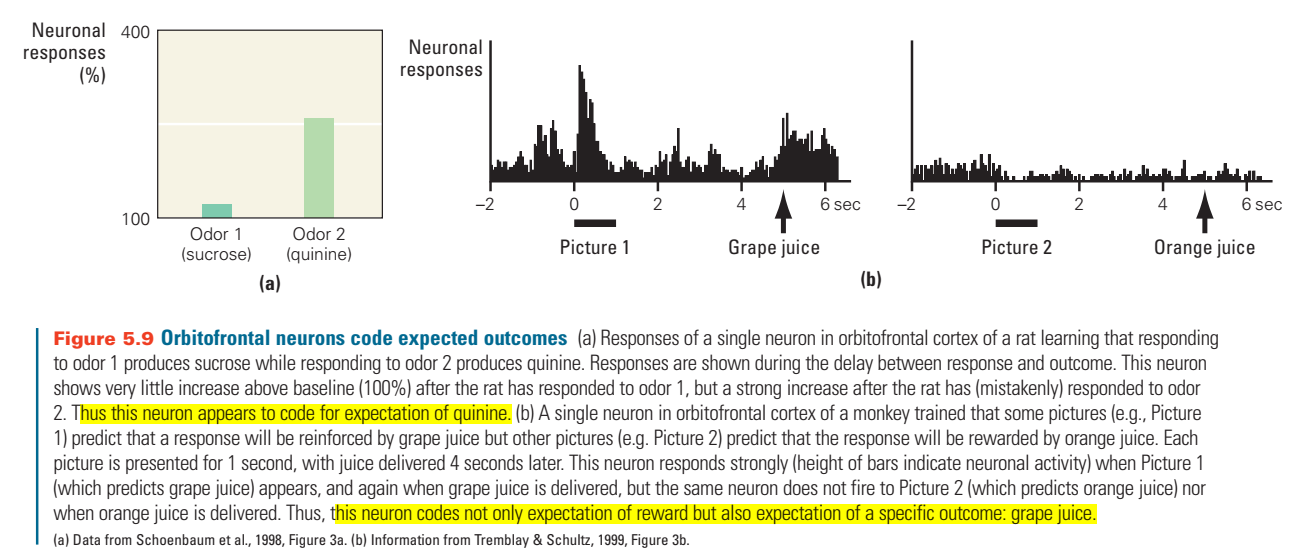 Neuronal
responses
(%)
400
100
Odor 1
(sucrose)
Odor 2
(quinine)
(a)
Neuronal
responses
−2 0 2 4 6 sec
Picture 1
Grape juice
−2 0 2 4 6 sec
Picture 2
Orange juice
(b)
Figure 5.9 Orbitofrontal neurons code expected outcomes (a) Responses of a single neuron in orbitofrontal cortex of a rat learning that responding
to odor 1 produces sucrose while responding to odor 2 produces quinine. Responses are shown during the delay between response and outcome. This neuron
shows very little increase above baseline (100%) after the rat has responded to odor 1, but a strong increase after the rat has (mistakenly) responded to odor
2. Thus this neuron appears to code for expectation of quinine. (b) A single neuron in orbitofrontal cortex of a monkey trained that some pictures (e.g., Picture
1) predict that a response will be reinforced by grape juice but other pictures (e.g. Picture 2) predict that the response will be rewarded by orange juice. Each
picture is presented for 1 second, with juice delivered 4 seconds later. This neuron responds strongly (height of bars indicate neuronal activity) when Picture 1
(which predicts grape juice) appears, and again when grape juice is delivered, but the same neuron does not fire to Picture 2 (which predicts orange juice) nor
when orange juice is delivered. Thus, this neuron codes not only expectation of reward but also expectation of a specific outcome: grape juice.
(a) Data from Schoenbaum et al., 1998, Figure 3a. (b) Information from Tremblay & Schultz, 1999, Figure 3b.